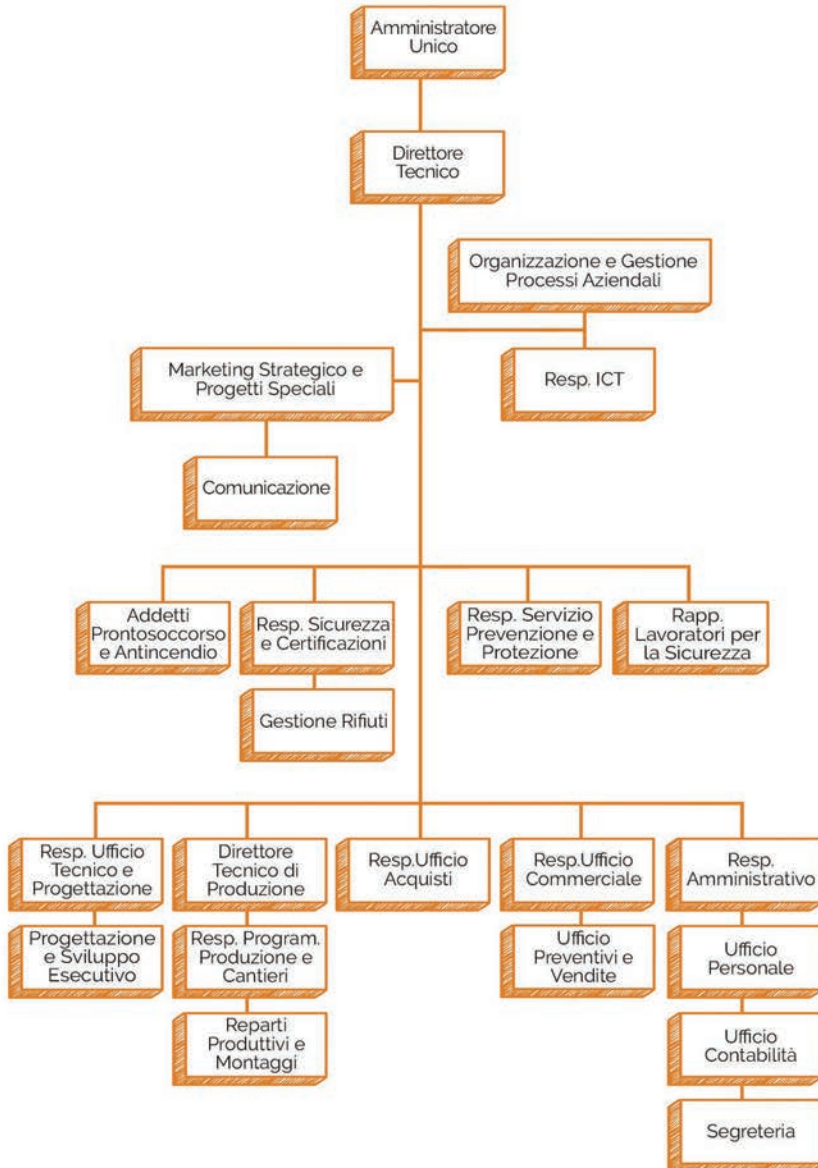 Amministratore
Unico
Direttore
Tecnico
Organizzazione e Gestione
Processi Aziendali
Marketing Strategico e
Progetti Speciali
Resp. ICT
Comunicazione
Addetti
Prontosoccorso
e Antincendio
Resp. Sicurezza
e Certificazioni
Resp. Servizio
Prevenzione e
Protezione
Rapp.
Lavoratori per
la Sicurezza
Gestione Rifiuti
Resp. Ufficio
Tecnico e
Progettazione
Direttore
Tecnico di
Produzione
Resp.Ufficio
Acquisti
Resp.Ufficio
Commerciale
Resp.
Amministrativo
Progettazione
e Sviluppo
Esecutivo
Resp. Program.
Produzione e
Cantieri
Ufficio
Preventivi e
Vendite
Ufficio
Personale
Reparti
Produttivi e
Montaggi
Ufficio
Contabilità
Segreteria